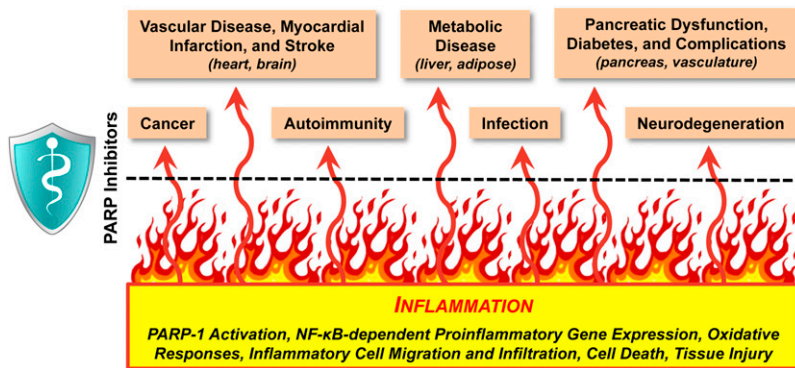 Vascular Disease, Myocardial
Infarction, and Stroke
(heart, brain)
Metabolic
Disease
(liver, adipose)
Pancreatic Dysfunction,
Diabetes, and Complications
(pancreas, vasculature)
Cancer
Autoimmunity
Infection
Neurodegeneration
PARP Inhibitors
INFLAMMATION
PARP-1 Activation, NF-κB-dependent Proinflammatory Gene Expression, Oxidative
Responses, Inflammatory Cell Migration and Infiltration, Cell Death, Tissue Injury